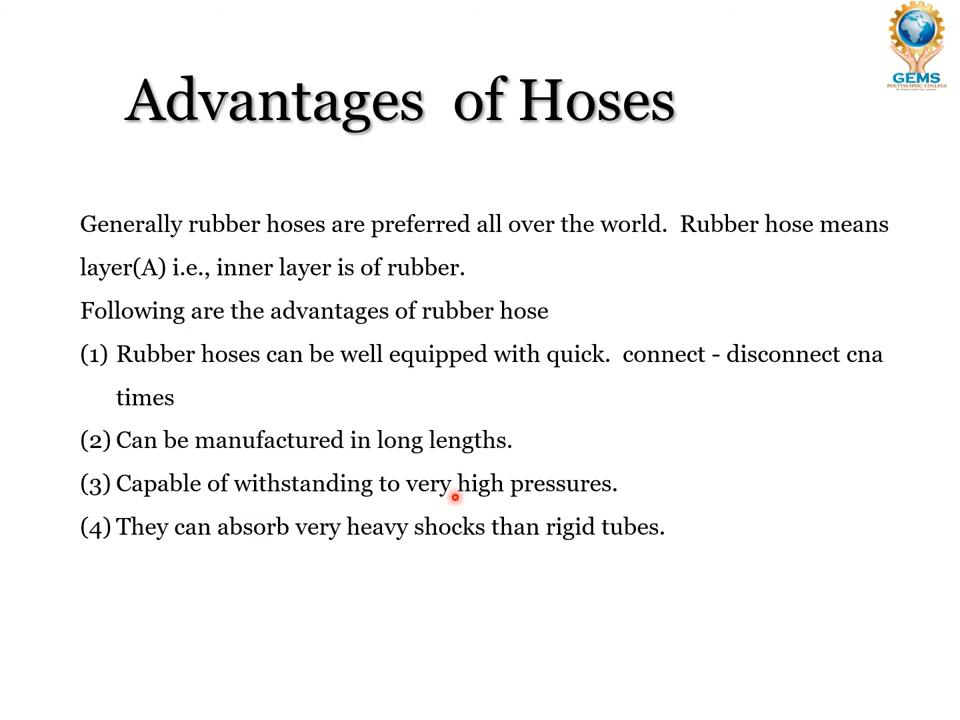 GEMS
POLYTECHNIC COLLEGE
Advantages of Hoses
Generally rubber hoses are preferred all over the world. Rubber hose means
layer(A) i.e., inner layer is of rubber.
Following are the advantages of rubber hose
(1) Rubber hoses can be well equipped with quick. connect - disconnect cna
times
(2) Can be manufactured in long lengths.
(3) Capable of withstanding to very high pressures.
(4) They can absorb very heavy shocks than rigid tubes.